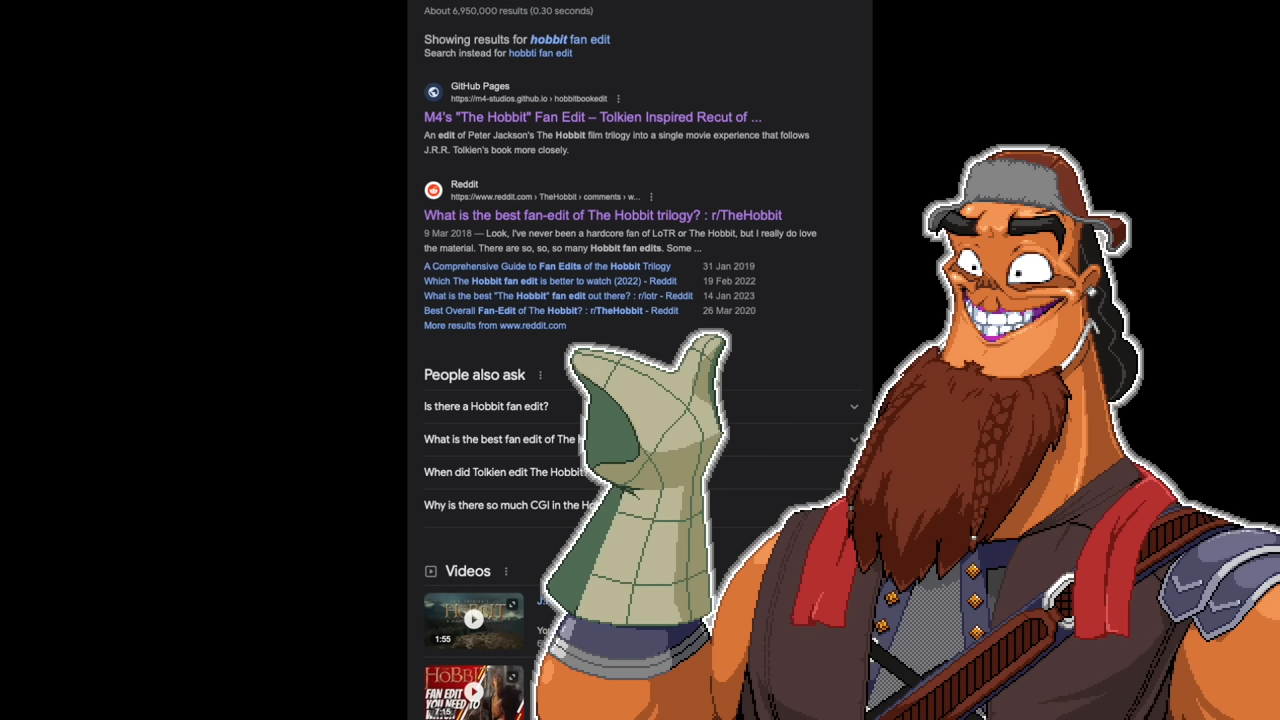 About 6,950,000 results (0.30 seconds)
Showing results for hobbit fan edit
Search instead for hobbti fan edit
GitHub Pages
https://m4-studios.github.io › hobbitbookedit
M4's "The Hobbit" Fan Edit – Tolkien Inspired Recut of ...
An edit of Peter Jackson's The Hobbit film trilogy into a single movie experience that follows
J.R.R. Tolkien's book more closely.
Reddit
https://www.reddit.com › TheHobbit › comments › w...
What is the best fan-edit of The Hobbit trilogy? : r/TheHobbit
9 Mar 2018 — Look, I've never been a hardcore fan of LoTR or The Hobbit, but I really do love
the material. There are so, so, so many Hobbit fan edits. Some ...
A Comprehensive Guide to Fan Edits of the Hobbit Trilogy 31 Jan 2019
Which The Hobbit fan edit is better to watch (2022) - Reddit 19 Feb 2022
What is the best "The Hobbit" fan edit out there? : r/lotr - Reddit 14 Jan 2023
Best Overall Fan-Edit of The Hobbit? : r/TheHobbit - Reddit 26 Mar 2020
More results from www.reddit.com
People also ask
Is there a Hobbit fan edit?
What is the best fan edit of The
When did Tolkien edit The Hobbit
Why is there so much CGI in the
Videos
HOBBIT
1:55
HOBBIT
FAN EDIT
YOU NEED TO
7:15